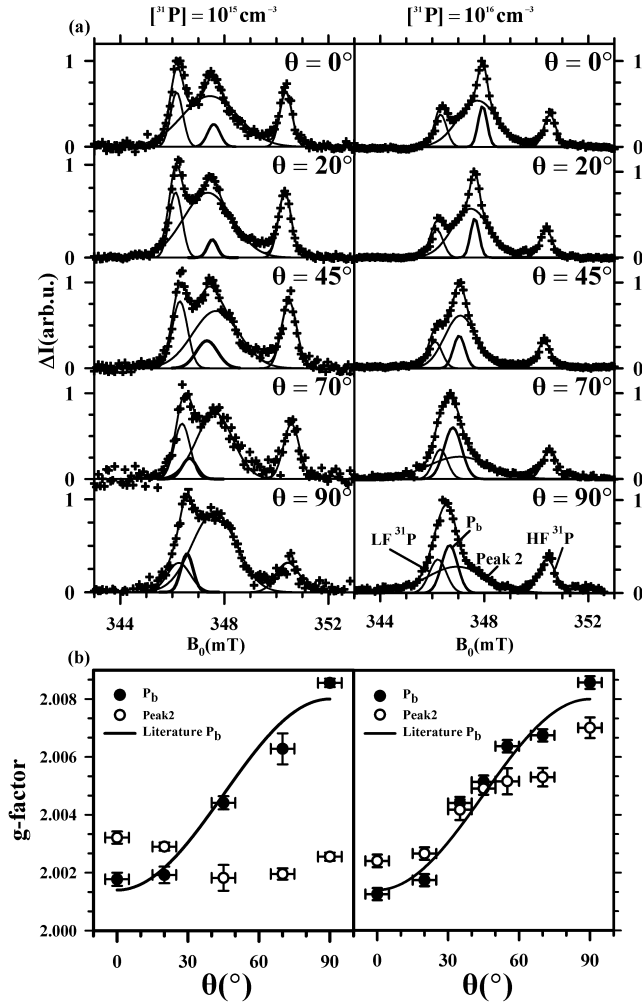 (a) [³¹P] = 10¹⁵ cm⁻³ [³¹P] = 10¹⁶ cm⁻³
1 θ = 0° θ = 0° 1
0 0
1 θ = 20° θ = 20° 1
0 0
1 θ = 45° θ = 45° 1
0 0
1 θ = 70° θ = 70° 1
0 0
1 θ = 90° θ = 90° 1
P_b
LF ³¹P HF ³¹P
Peak 2
0 0
ΔI(arb.u.)
344 348 352 344 348 352
B₀(mT) B₀(mT)
(b)
2.008 P_b P_b
Peak2 Peak2
Literature P_b Literature P_b
2.006
2.004
2.002
2.000
g-factor
0 30 60 90 0 30 60 90
θ(°) θ(°)